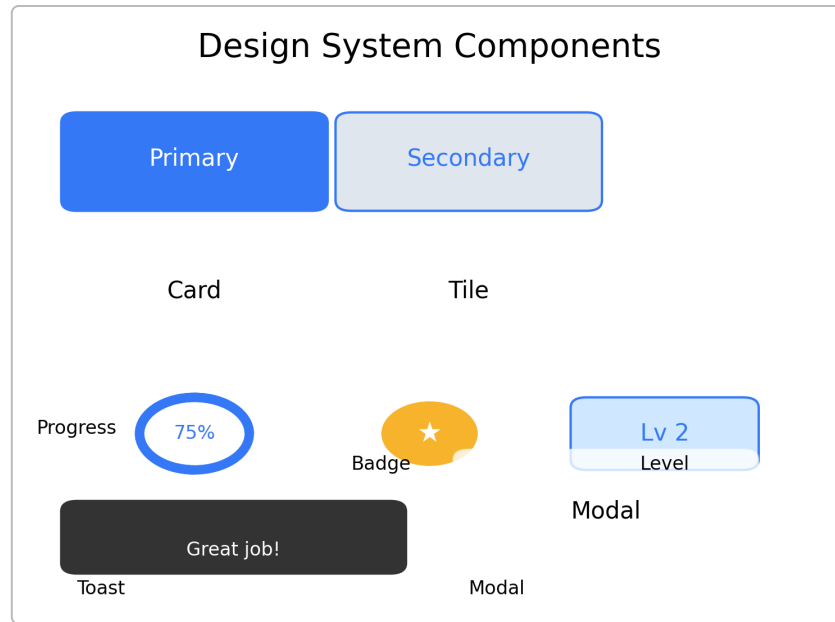 Design System Components
Primary
Secondary
Card
Tile
Progress
75%
★
Badge
Lv 2
Level
Modal
Great job!
Toast
Modal